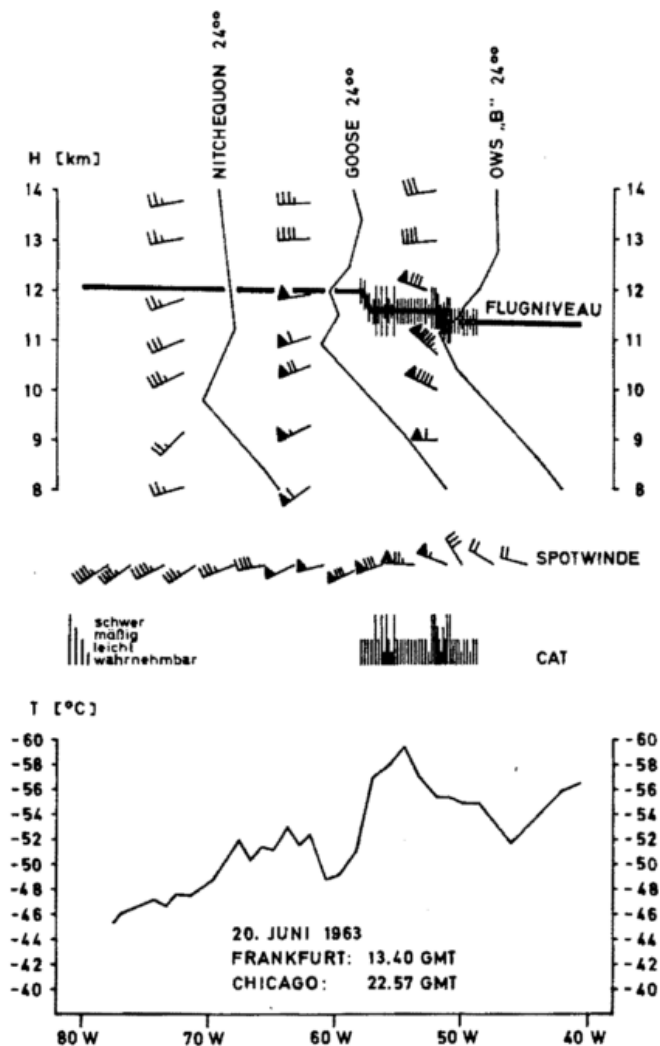 NITCHEQUON 24⁰⁰
GOOSE 24⁰⁰
OWS „B" 24⁰⁰
H [km]
14 14
13 13
12 12
FLUGNIVEAU
11 11
10 10
9 9
8 8
SPOTWINDE
schwer
mäßig
leicht
wahrnehmbar
CAT
T [°C]
-60 -60
-58 -58
-56 -56
-54 -54
-52 -52
-50 -50
-48 -48
-46 -46
-44 -44
-42 -42
-40 -40
20. JUNI 1963
FRANKFURT: 13.40 GMT
CHICAGO: 22.57 GMT
80 W 70 W 60 W 50 W 40 W